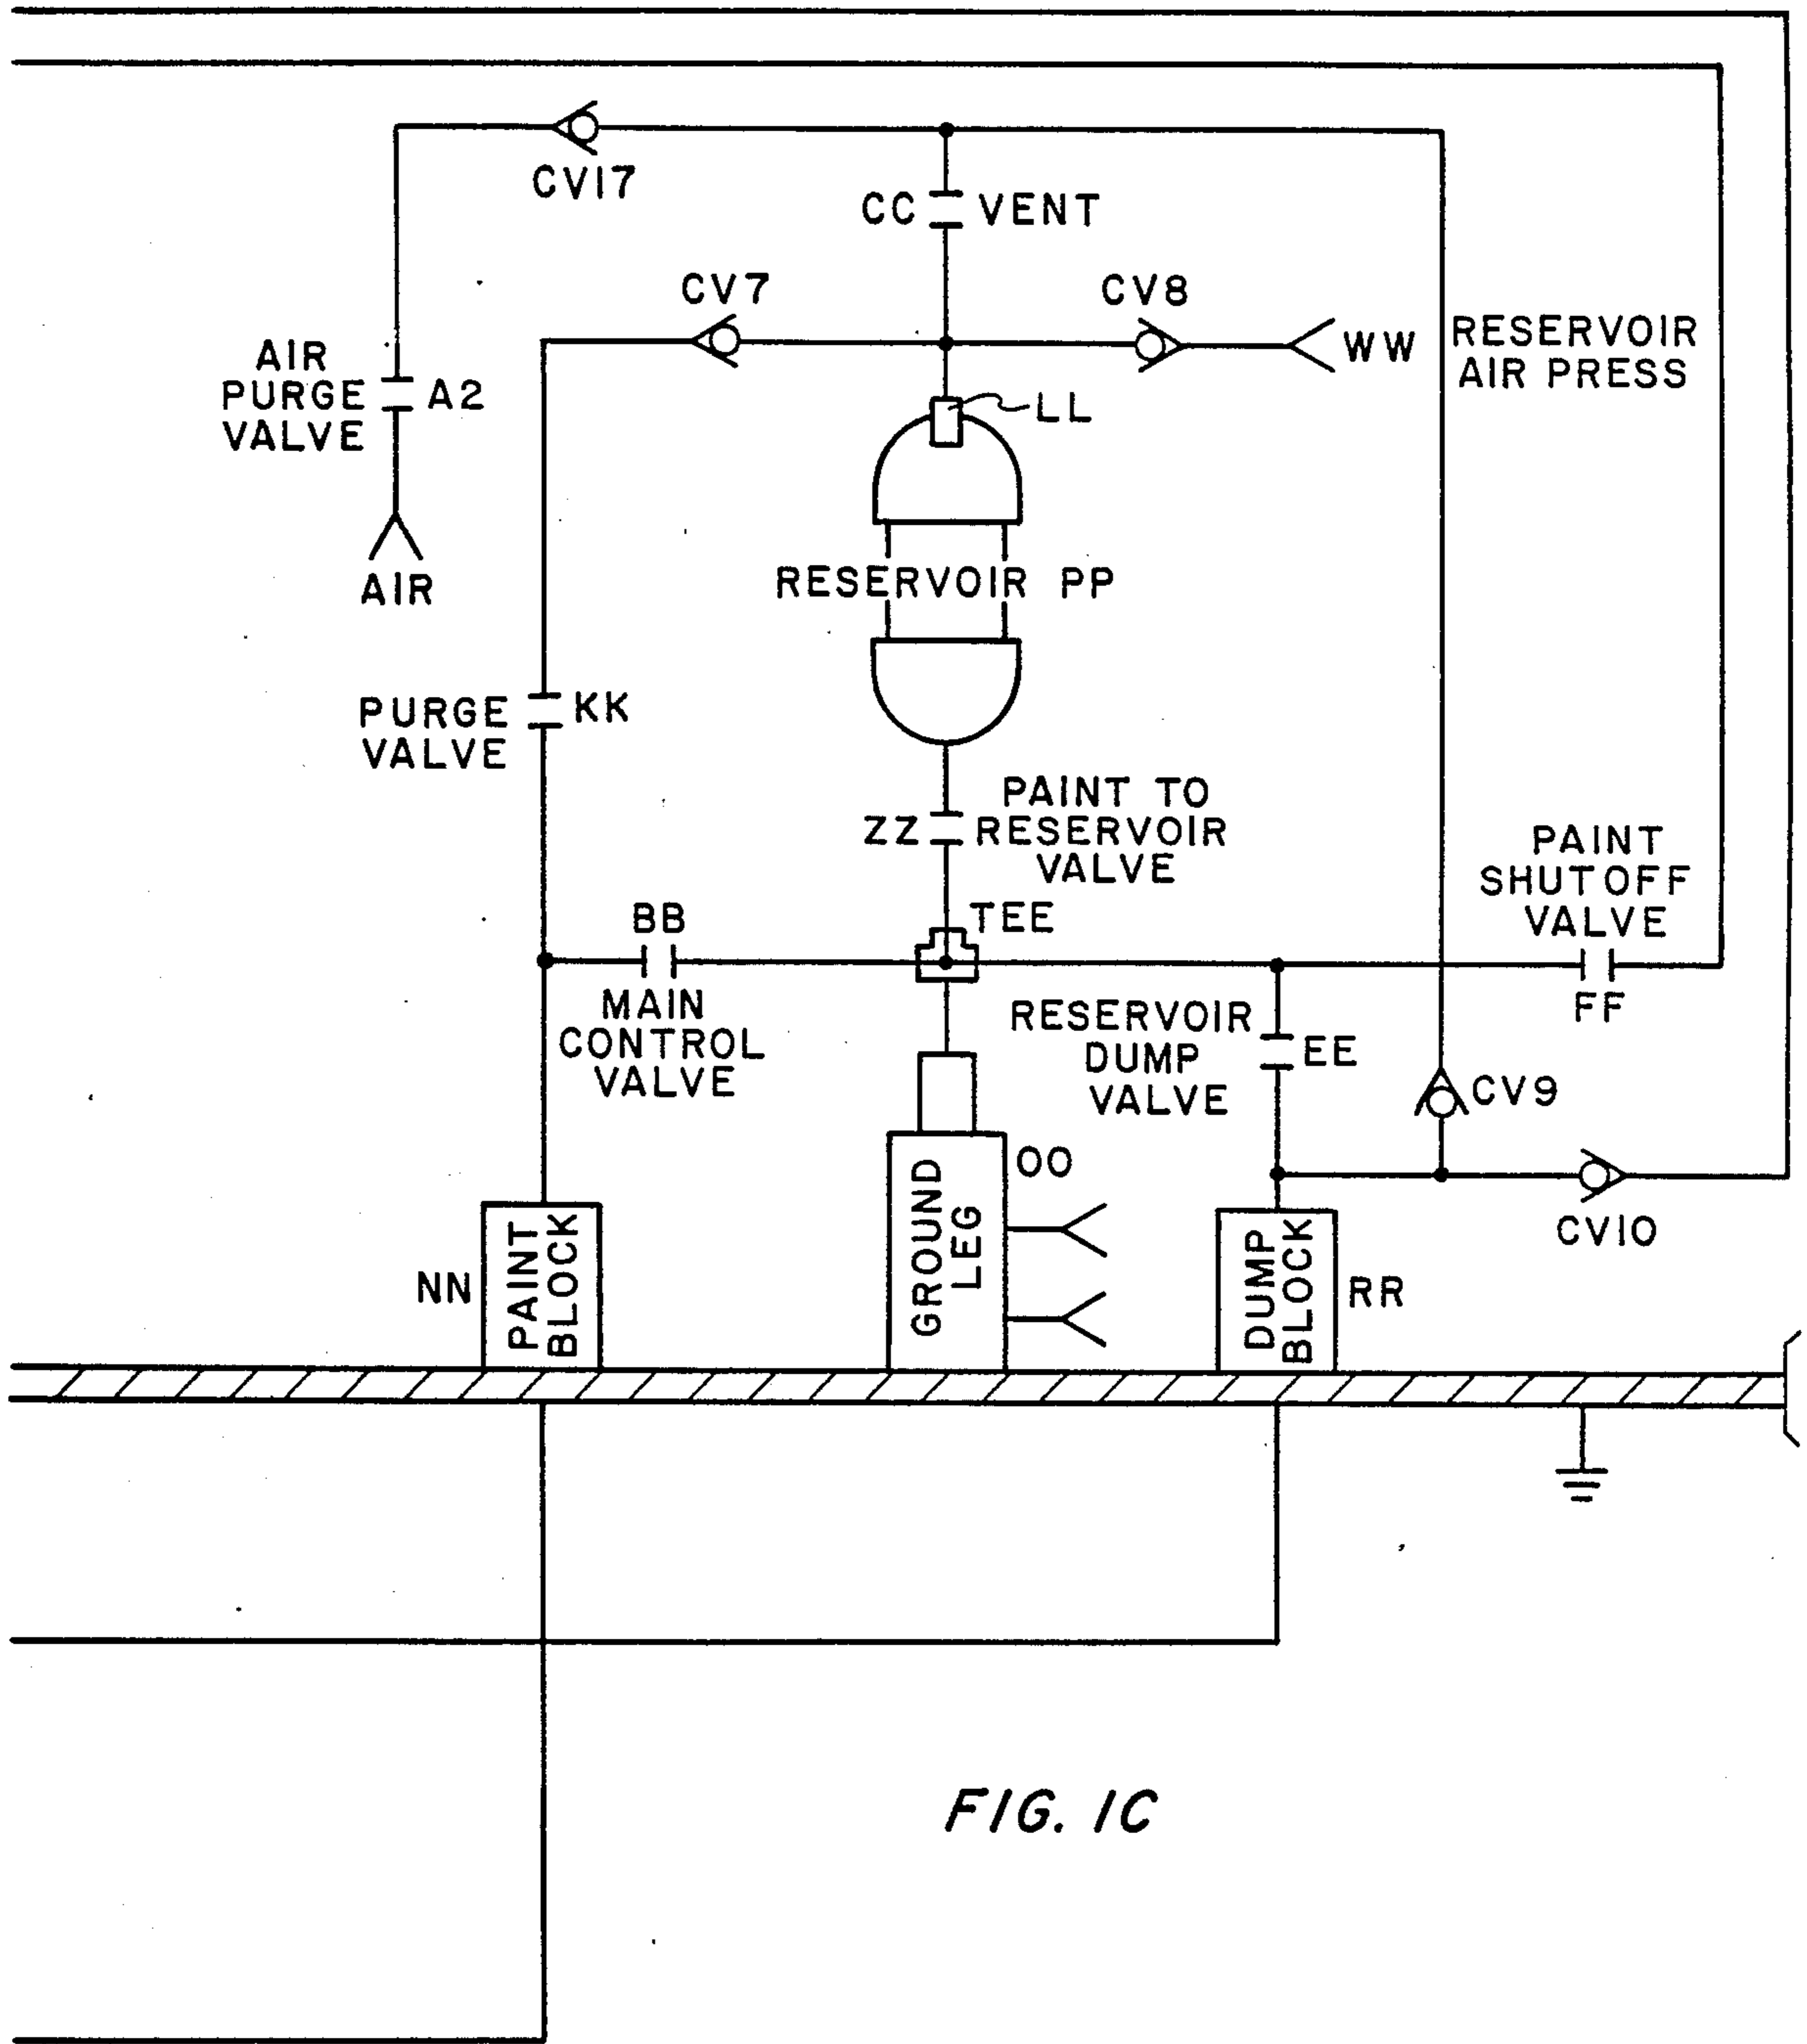 CV17
CC VENT
CV7
CV8
WW
RESERVOIR
AIR PRESS
AIR
PURGE
VALVE
A2
LL
AIR
RESERVOIR PP
PURGE
VALVE
KK
ZZ
PAINT TO
RESERVOIR
VALVE
PAINT
SHUTOFF
VALVE
FF
BB
TEE
MAIN
CONTROL
VALVE
RESERVOIR
DUMP
VALVE
EE
CV9
CV10
NN
PAINT
BLOCK
GROUND
LEG
OO
DUMP
BLOCK
RR
FIG. 1C